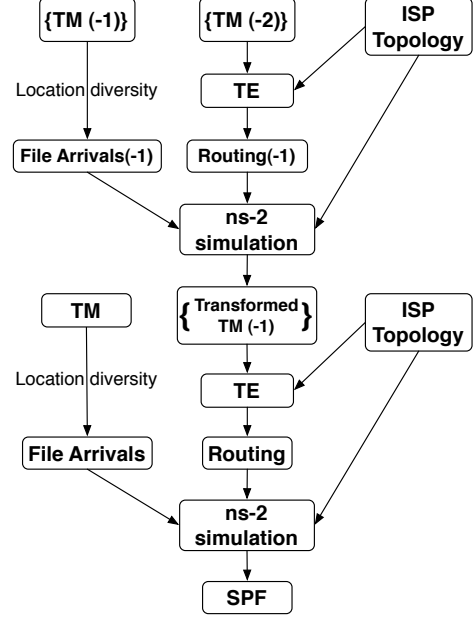 {TM (-1)}
{TM (-2)}
ISP
Topology
Location diversity
TE
File Arrivals(-1)
Routing(-1)
ns-2
simulation
{ Transformed }
TM (-1)
TM
ISP
Topology
Location diversity
TE
File Arrivals
Routing
ns-2
simulation
SPF